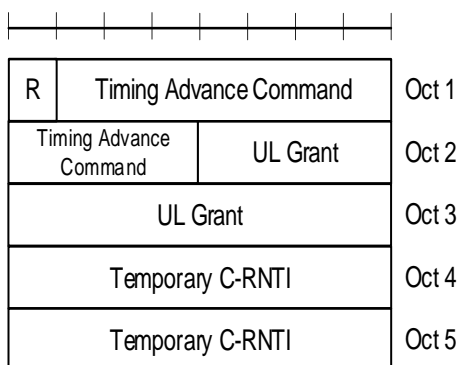 R Timing Advance Command Oct 1
Timing Advance
Command UL Grant Oct 2
UL Grant Oct 3
Temporary C-RNTI Oct 4
Temporary C-RNTI Oct 5